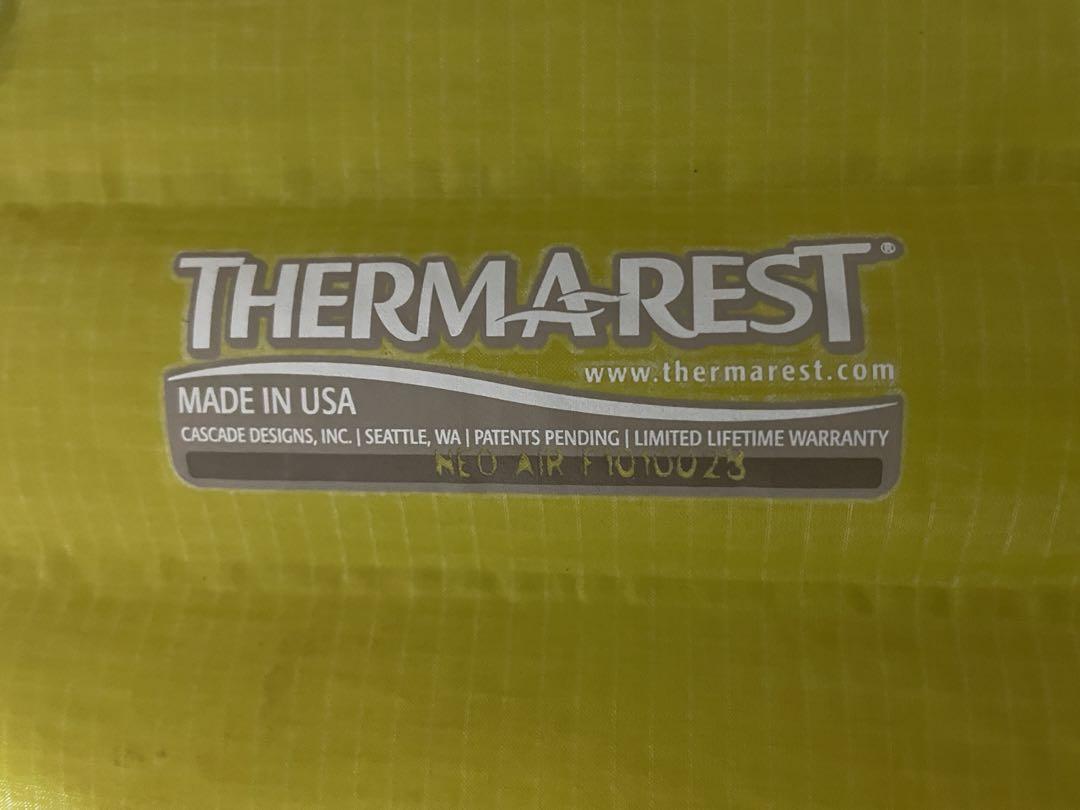 THERM-A-REST®
www.thermarest.com
MADE IN USA
CASCADE DESIGNS, INC. | SEATTLE, WA | PATENTS PENDING | LIMITED LIFETIME WARRANTY
NEO AIR F1010023